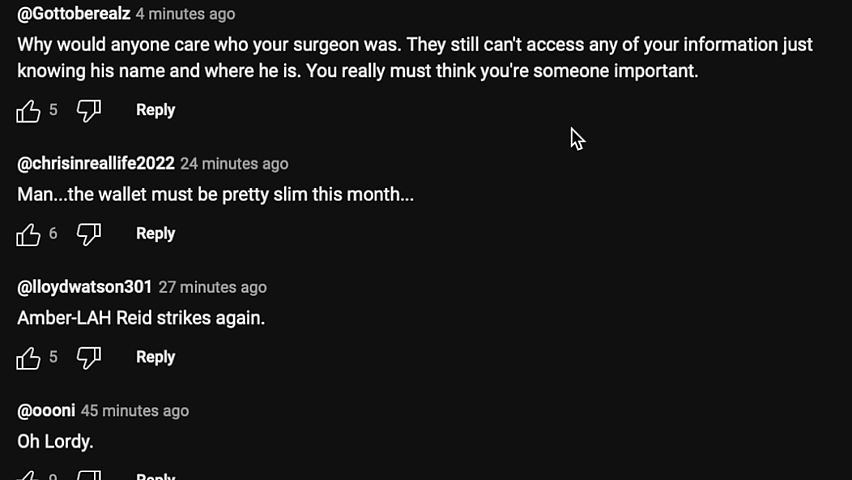 @Gottoberealz 4 minutes ago
Why would anyone care who your surgeon was. They still can't access any of your information just
knowing his name and where he is. You really must think you're someone important.
5 Reply
@chrisinreallife2022 24 minutes ago
Man...the wallet must be pretty slim this month...
6 Reply
@lloydwatson301 27 minutes ago
Amber-LAH Reid strikes again.
5 Reply
@oooni 45 minutes ago
Oh Lordy.
9 Reply